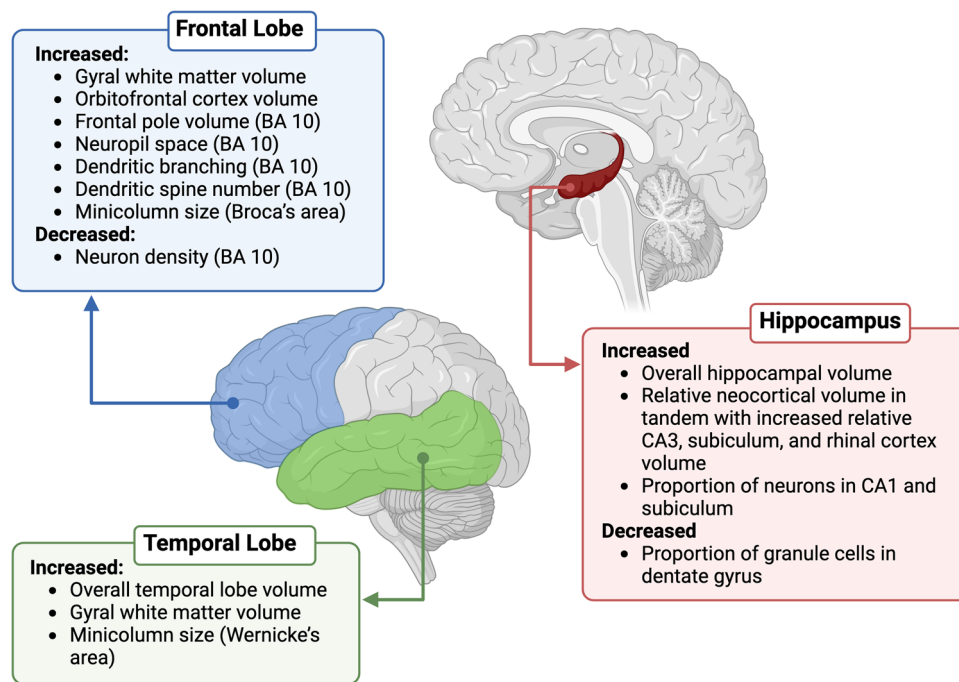 Frontal Lobe
Increased:
• Gyral white matter volume
• Orbitofrontal cortex volume
• Frontal pole volume (BA 10)
• Neuropil space (BA 10)
• Dendritic branching (BA 10)
• Dendritic spine number (BA 10)
• Minicolumn size (Broca's area)
Decreased:
• Neuron density (BA 10)
Hippocampus
Increased
• Overall hippocampal volume
• Relative neocortical volume in
tandem with increased relative
CA3, subiculum, and rhinal cortex
volume
• Proportion of neurons in CA1 and
subiculum
Decreased
• Proportion of granule cells in
dentate gyrus
Temporal Lobe
Increased:
• Overall temporal lobe volume
• Gyral white matter volume
• Minicolumn size (Wernicke's
area)